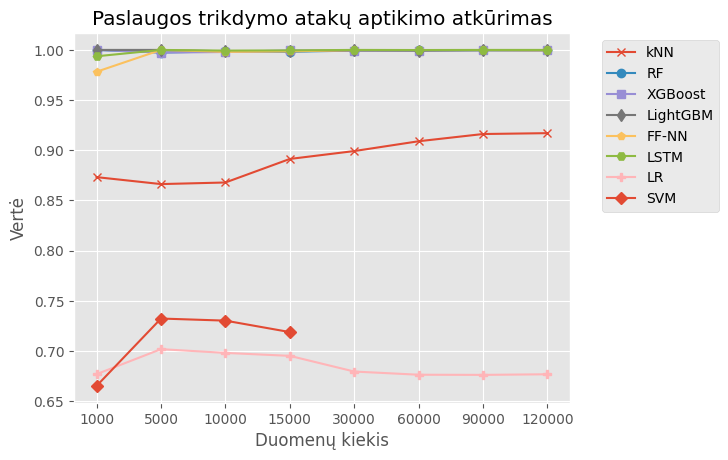 Paslaugos trikdymo atakų aptikimo atkūrimas
1.00
0.95
0.90
0.85
0.80
0.75
0.70
0.65
Vertė
1000 5000 10000 15000 30000 60000 90000 120000
Duomenų kiekis
kNN
RF
XGBoost
LightGBM
FF-NN
LSTM
LR
SVM